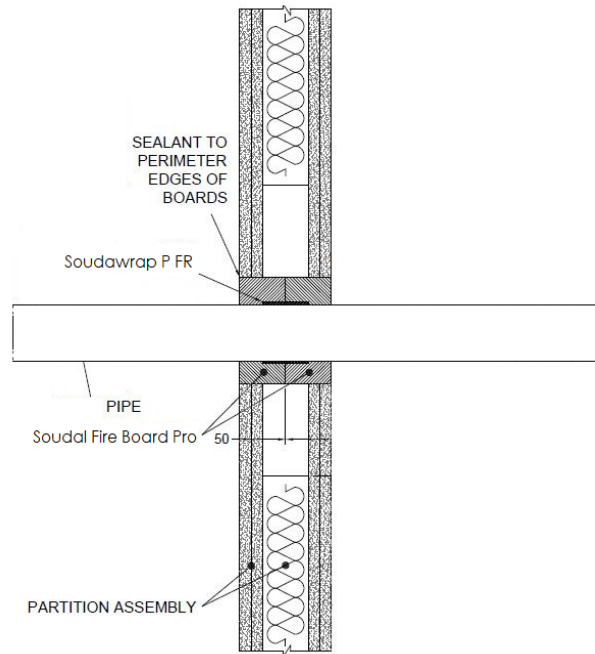 SEALANT TO
PERIMETER
EDGES OF
BOARDS
Soudawrap P FR
PIPE
Soudal Fire Board Pro
50
PARTITION ASSEMBLY